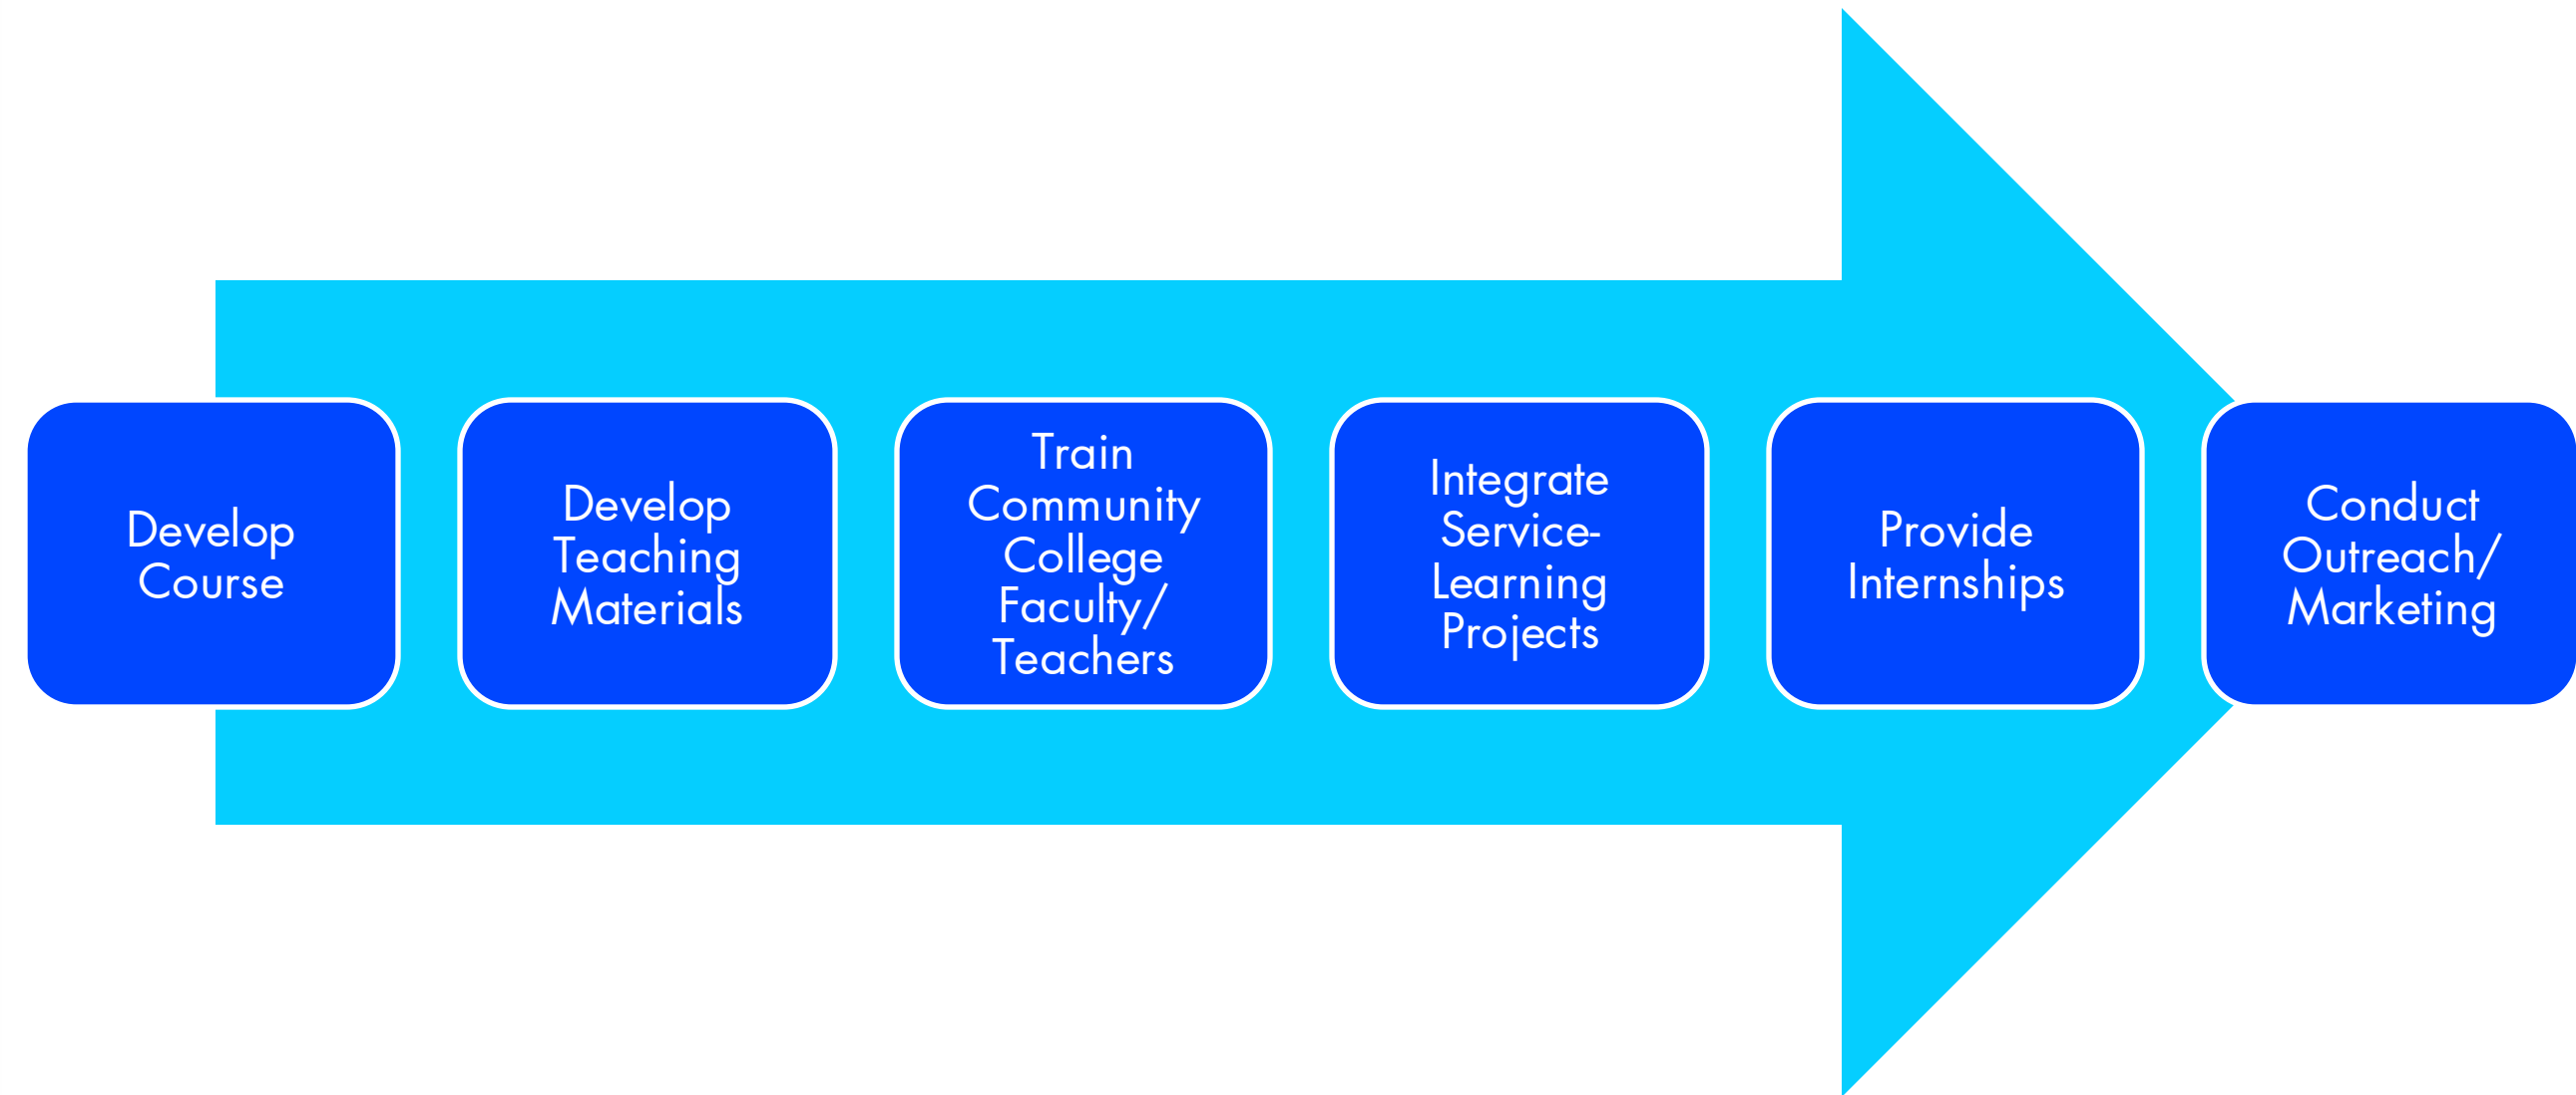 Develop
Course
Develop
Teaching
Materials
Train
Community
College
Faculty/
Teachers
Integrate
Service-
Learning
Projects
Provide
Internships
Conduct
Outreach/
Marketing